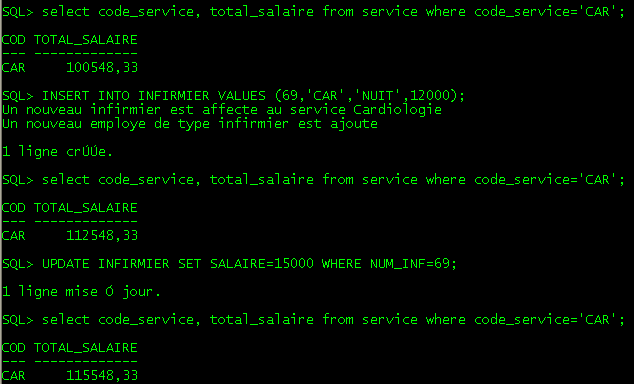 SQL> select code_service, total_salaire from service where code_service='CAR';
COD TOTAL_SALAIRE
--- -------------
CAR     100548,33
SQL> INSERT INTO INFIRMIER VALUES (69,'CAR','NUIT',12000);
Un nouveau infirmier est affecte au service Cardiologie
Un nouveau employe de type infirmier est ajoute
1 ligne crÚÚe.
SQL> select code_service, total_salaire from service where code_service='CAR';
COD TOTAL_SALAIRE
--- -------------
CAR     112548,33
SQL> UPDATE INFIRMIER SET SALAIRE=15000 WHERE NUM_INF=69;
1 ligne mise Ó jour.
SQL> select code_service, total_salaire from service where code_service='CAR';
COD TOTAL_SALAIRE
--- -------------
CAR     115548,33